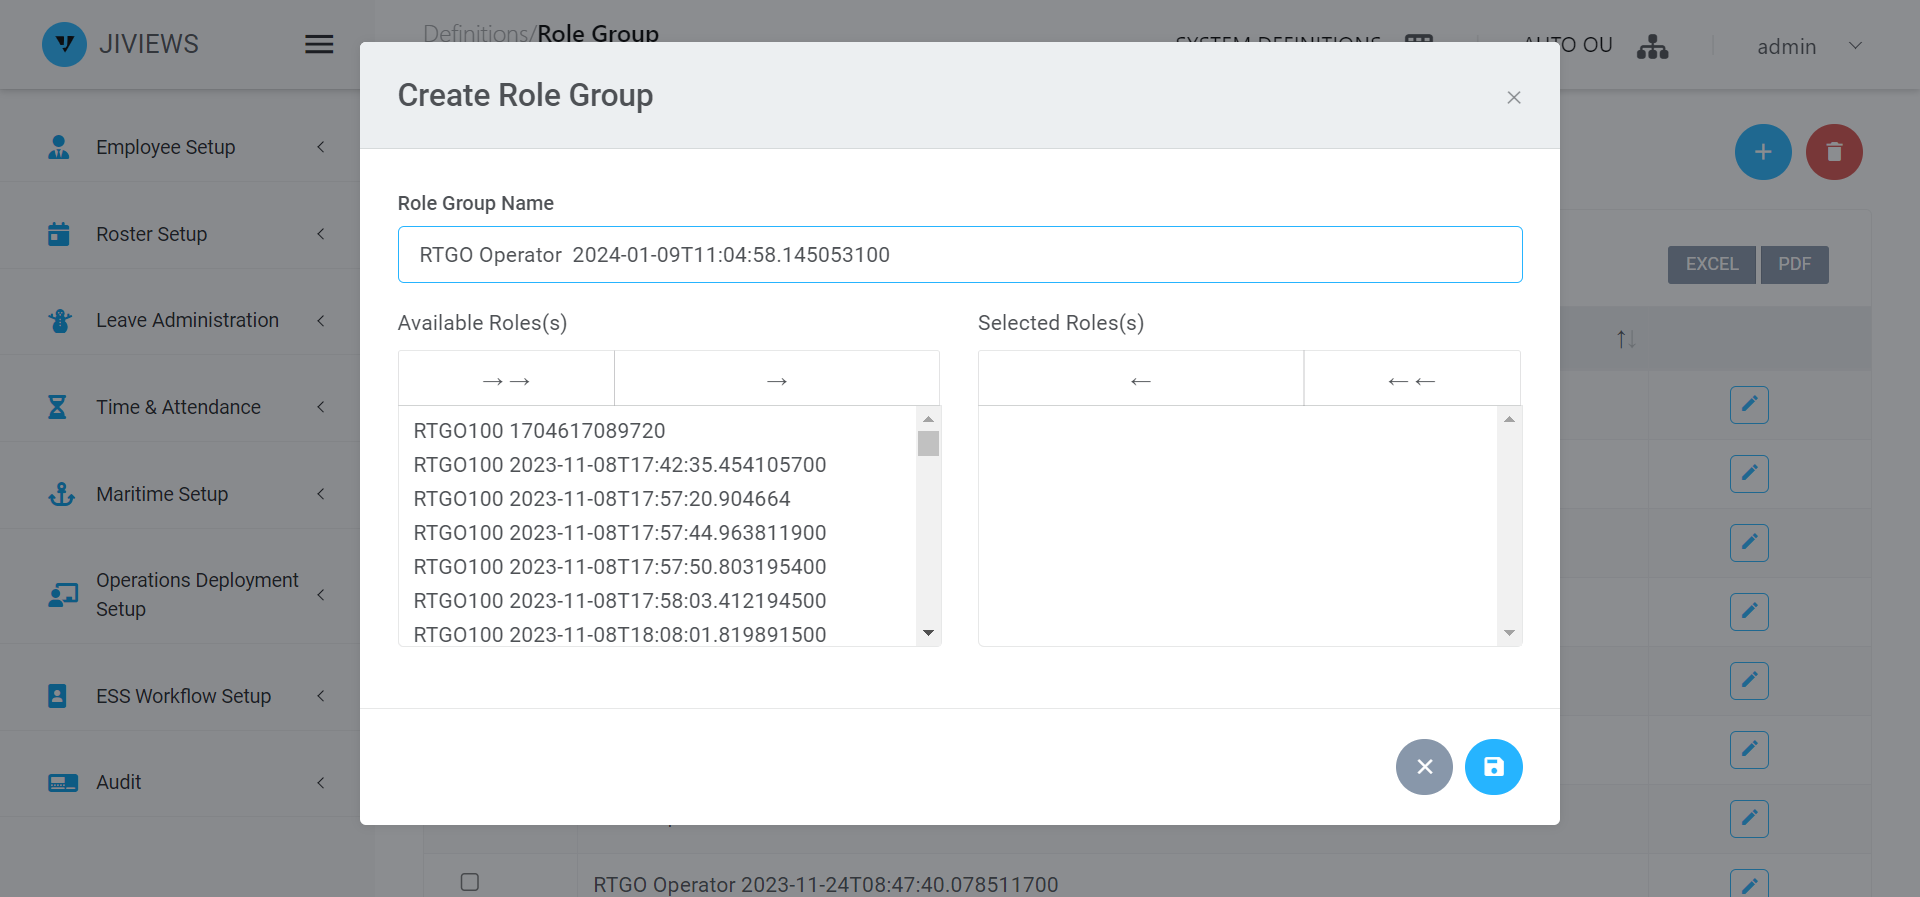 JIVIEWS
Definitions/Role Group
SYSTEM DEFINITIONS
AUTO OU
admin
Create Role Group
Employee Setup
Roster Setup
Leave Administration
Time & Attendance
Maritime Setup
Operations Deployment
Setup
ESS Workflow Setup
Audit
Role Group Name
RTGO Operator  2024-01-09T11:04:58.145053100
EXCEL
PDF
Available Roles(s)
Selected Roles(s)
→→
→
←
←←
RTGO100 1704617089720
RTGO100 2023-11-08T17:42:35.454105700
RTGO100 2023-11-08T17:57:20.904664
RTGO100 2023-11-08T17:57:44.963811900
RTGO100 2023-11-08T17:57:50.803195400
RTGO100 2023-11-08T17:58:03.412194500
RTGO100 2023-11-08T18:08:01.819891500
RTGO Operator 2023-11-24T08:47:40.078511700